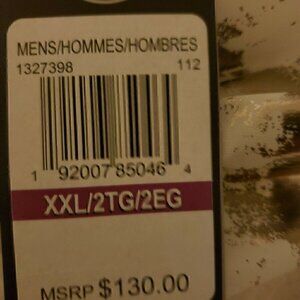 MENS/HOMMES/HOMBRES
1327398 112
1 92007 85046 4
XXL/2TG/2EG
MSRP $130.00